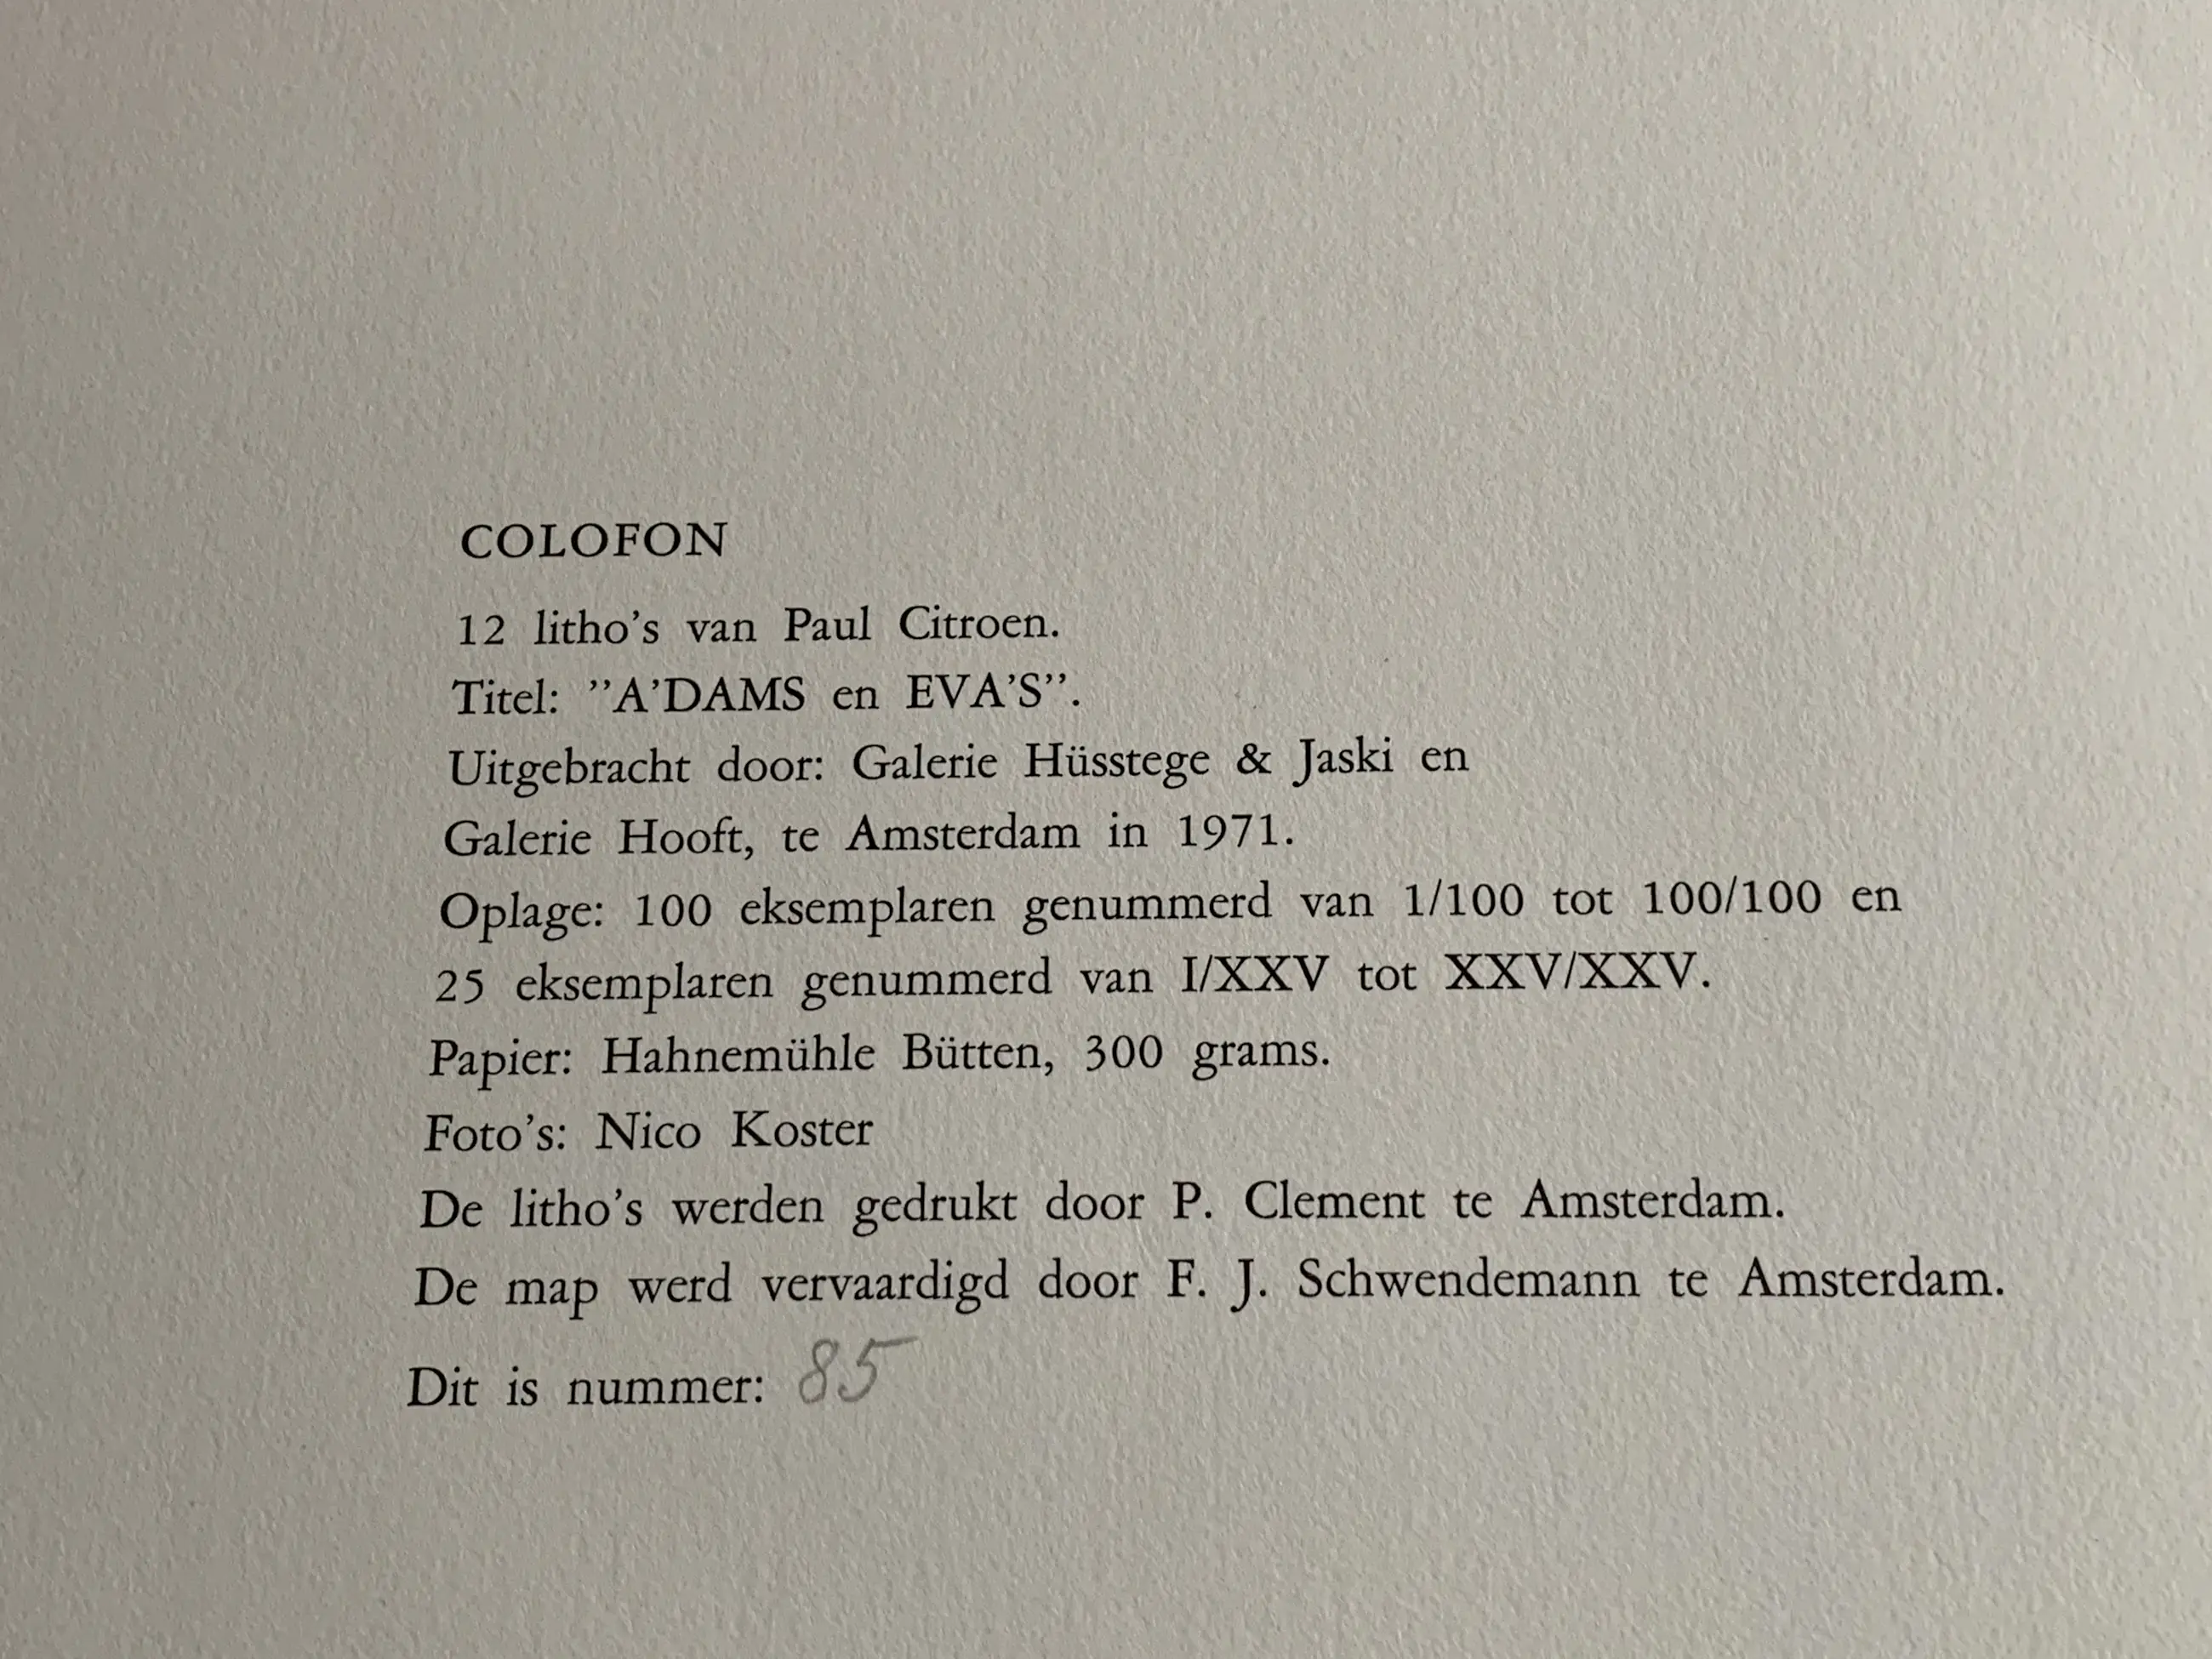 COLOFON
12 litho's van Paul Citroen.
Titel: ”A'DAMS en EVA'S”.
Uitgebracht door: Galerie Hüsstege & Jaski en
Galerie Hooft, te Amsterdam in 1971.
Oplage: 100 eksemplaren genummerd van 1/100 tot 100/100 en
25 eksemplaren genummerd van I/XXV tot XXV/XXV.
Papier: Hahnemühle Bütten, 300 grams.
Foto's: Nico Koster
De litho's werden gedrukt door P. Clement te Amsterdam.
De map werd vervaardigd door F. J. Schwendemann te Amsterdam.
Dit is nummer: 85